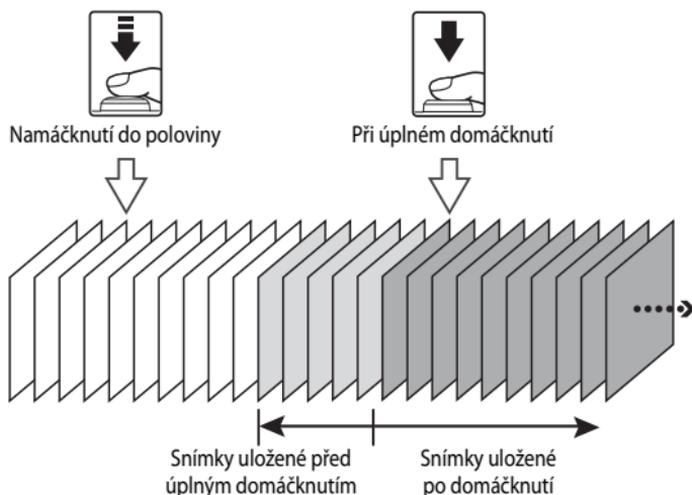 Namáčknutí do poloviny
Při úplném domáčknutí
Snímky uložené před
úplným domáčknutím
Snímky uložené
po domáčknutí